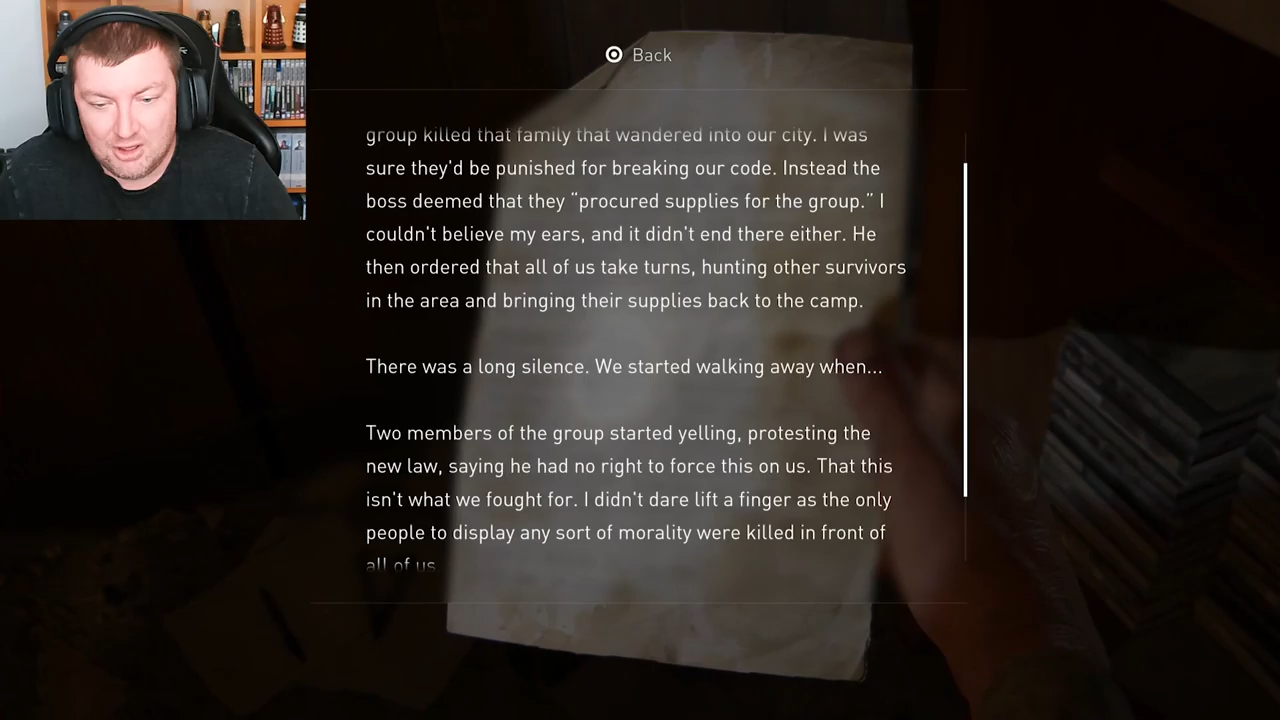 Back
group killed that family that wandered into our city. I was
sure they'd be punished for breaking our code. Instead the
boss deemed that they “procured supplies for the group.” I
couldn't believe my ears, and it didn't end there either. He
then ordered that all of us take turns, hunting other survivors
in the area and bringing their supplies back to the camp.
There was a long silence. We started walking away when...
Two members of the group started yelling, protesting the
new law, saying he had no right to force this on us. That this
isn't what we fought for. I didn't dare lift a finger as the only
people to display any sort of morality were killed in front of
all of us